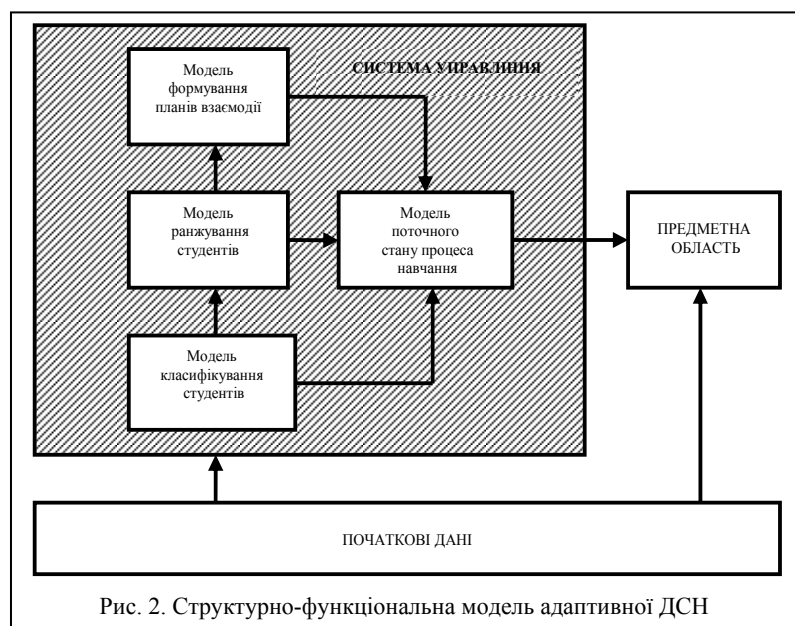 СИСТЕМА УПРАВЛІННЯ
Модель
формування
планів взаємодії
Модель
ранжування
студентів
Модель
поточного
стану процеса
навчання
ПРЕДМЕТНА
ОБЛАСТЬ
Модель
класифікування
студентів
ПОЧАТКОВІ ДАНІ
Рис. 2. Структурно-функціональна модель адаптивної ДСН